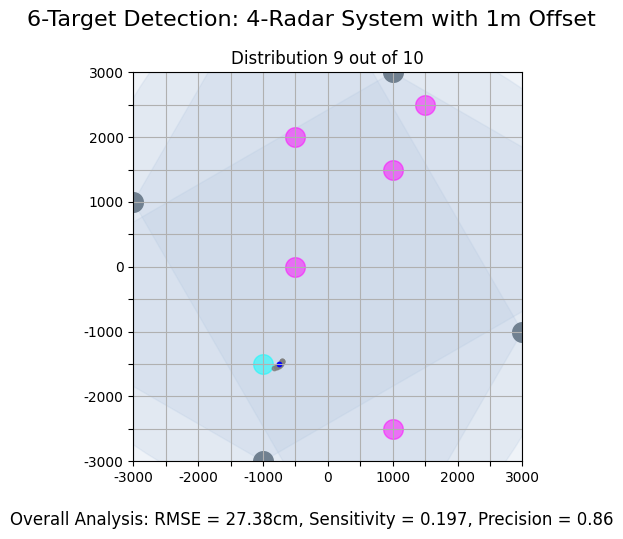 6-Target Detection: 4-Radar System with 1m Offset
Distribution 9 out of 10
3000
2000
1000
0
-1000
-2000
-3000
-3000 -2000 -1000 0 1000 2000 3000
Overall Analysis: RMSE = 27.38cm, Sensitivity = 0.197, Precision = 0.86